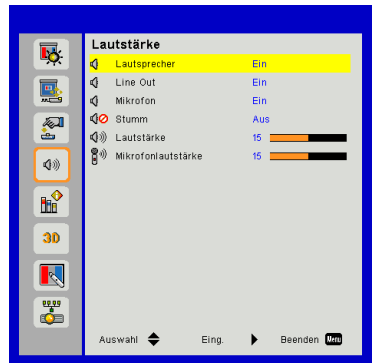 Lautstärke
Lautsprecher Ein
Line Out Ein
Mikrofon Ein
Stumm Aus
Lautstärke 15
Mikrofonlautstärke 15
3D
Auswahl Eing. Beenden Menu